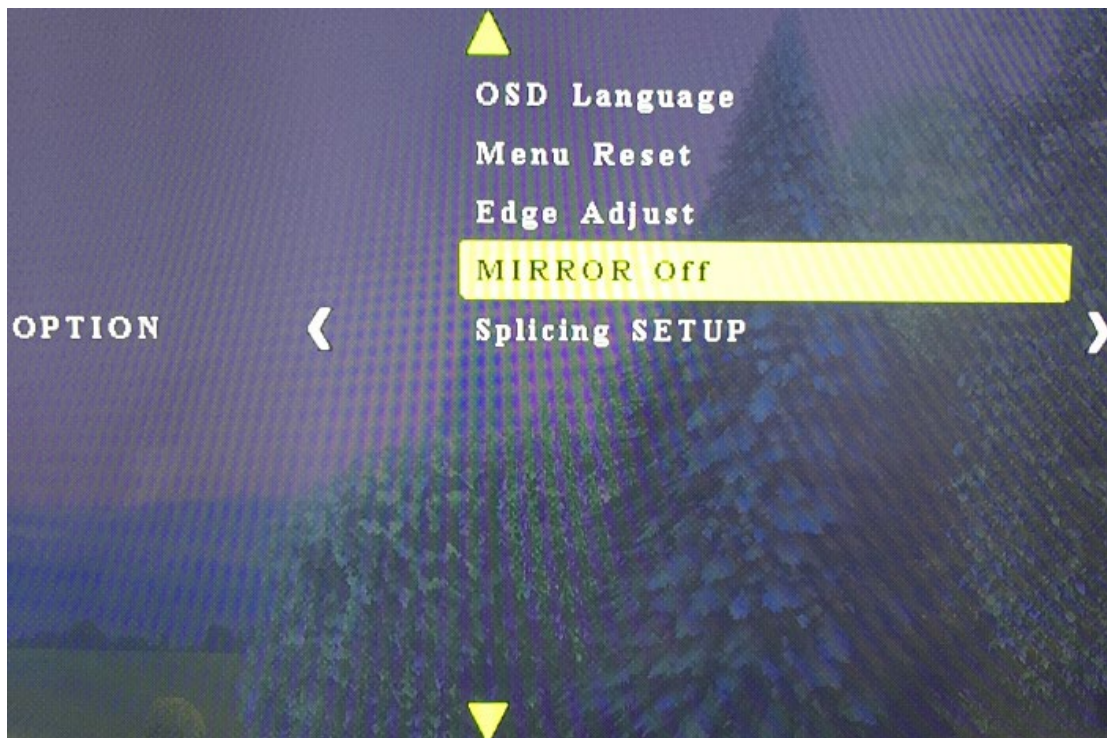 OSD Language
Menu Reset
Edge Adjust
MIRROR Off
OPTION
Splicing SETUP